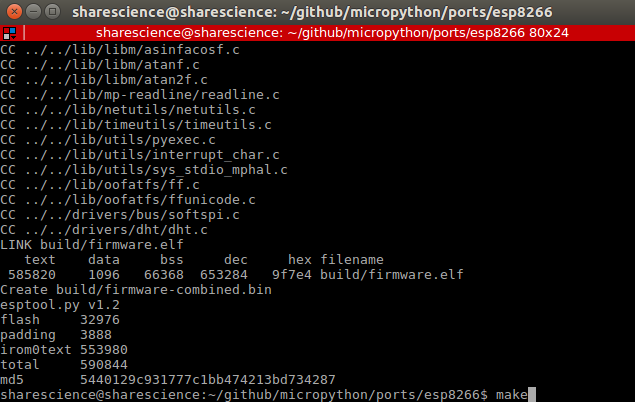 sharescience@sharescience: ~/github/micropython/ports/esp8266
sharescience@sharescience: ~/github/micropython/ports/esp8266 80x24
CC ../../lib/libm/asinfacosf.c
CC ../../lib/libm/atanf.c
CC ../../lib/libm/atan2f.c
CC ../../lib/mp-readline/readline.c
CC ../../lib/netutils/netutils.c
CC ../../lib/timeutils/timeutils.c
CC ../../lib/utils/pyexec.c
CC ../../lib/utils/interrupt_char.c
CC ../../lib/utils/sys_stdio_mphal.c
CC ../../lib/oofatfs/ff.c
CC ../../lib/oofatfs/ffunicode.c
CC ../../drivers/bus/softspi.c
CC ../../drivers/dht/dht.c
LINK build/firmware.elf
   text    data     bss     dec     hex filename
 585820    1096   66368  653284   9f7e4 build/firmware.elf
Create build/firmware-combined.bin
esptool.py v1.2
flash     32976
padding   3888
irom0text 553980
total     590844
md5       5440129c931777c1bb474213bd734287
sharescience@sharescience:~/github/micropython/ports/esp8266$ make